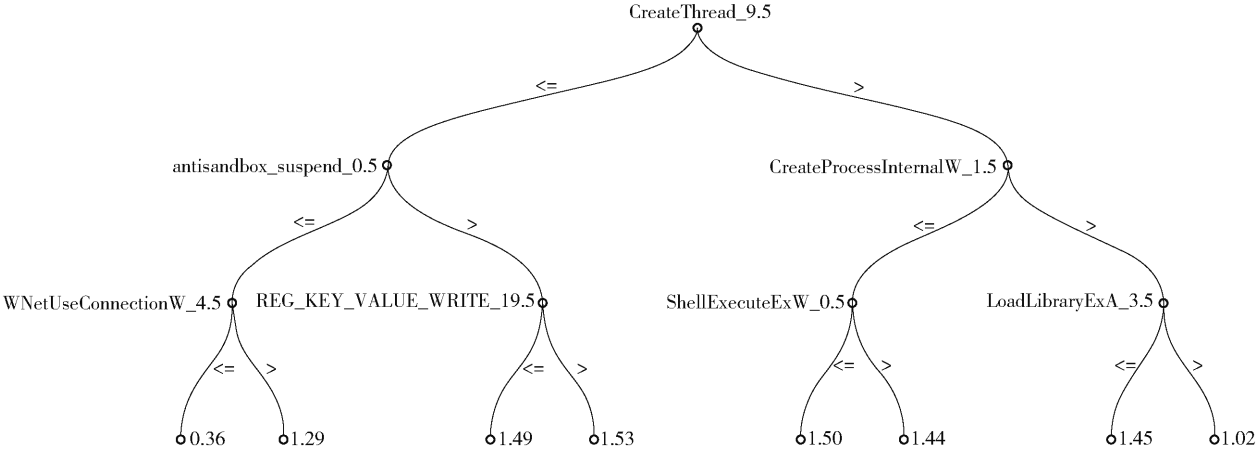 CreateThread_9.5
<= >
antisandbox_suspend_0.5 CreateProcessInternalW_1.5
<= > <= >
WNetUseConnectionW_4.5 REG_KEY_VALUE_WRITE_19.5 ShellExecuteExW_0.5 LoadLibraryExA_3.5
<= > <= > <= > <= >
0.36 1.29 1.49 1.53 1.50 1.44 1.45 1.02